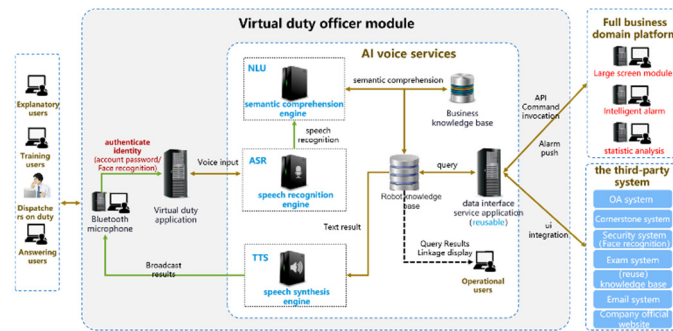 Virtual duty officer module
AI voice services
Full business
domain platform
Large screen module
Intelligent alarm
statistic analysis
Explanatory
users
Training
users
Dispatche
rs on duty
Answering
users
authenticate
identity
(account password/
Face recognition)
Bluetooth
microphone
Voice input
Virtual duty
application
Broadcast
results
NLU
semantic comprehension
engine
speech
recognition
ASR
speech recognition
engine
TTS
speech synthesis
engine
semantic comprehension
Business
knowledge base
Robot knowledge
base
query
data interface
service application
(reusable)
Text result
Query Results
Linkage display
Operational
users
API
Command
invocation
Alarm
push
ui
integration
the third-party
system
OA system
Cornerstone system
Security system
(Face recognition)
Exam system
(reuse)
knowledge base
Email system
Company official
website